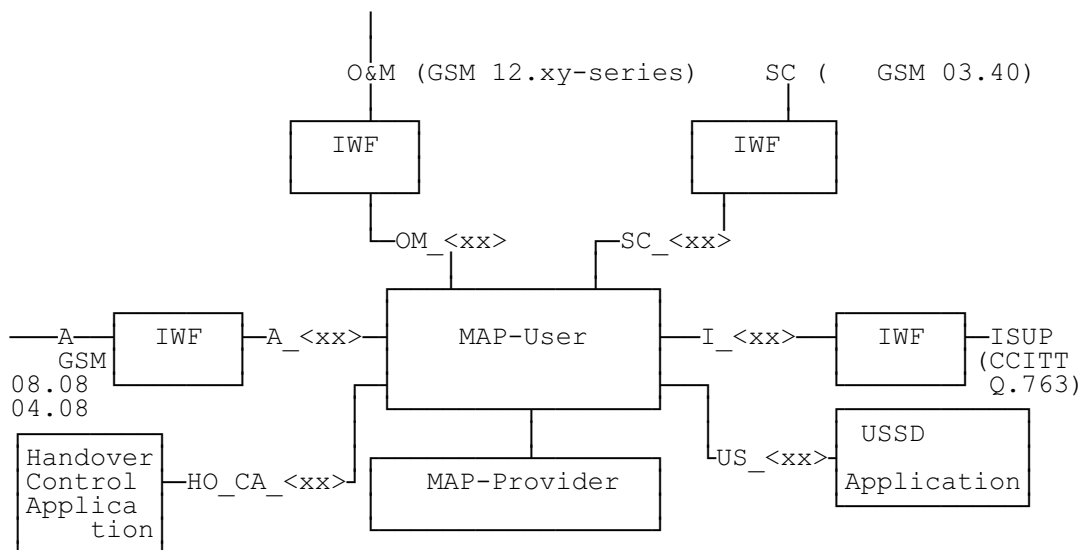 O&M (GSM 12.xy-series) SC ( GSM 03.40)
IWF IWF
OM_<xx> SC_<xx>
A IWF A_<xx> MAP-User I_<xx> IWF ISUP
GSM (CCITT
08.08 Q.763)
04.08
USSD
Handover
Control HO_CA_<xx> MAP-Provider US_<xx> Application
Applica
tion